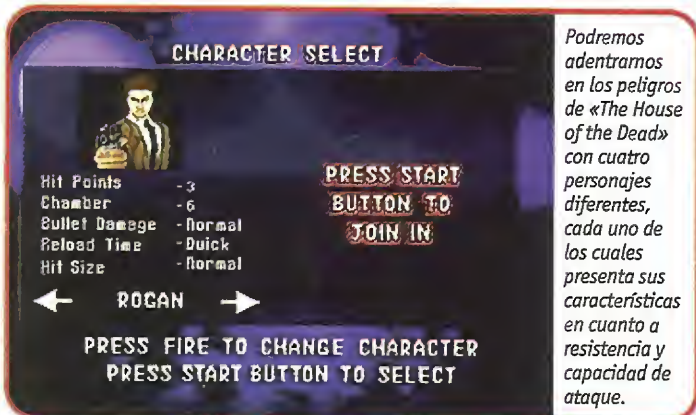 CHARACTER SELECT
Hit Points -3
Chamber -6
Bullet Damage -Normal
Reload Time -Quick
Hit Size -Normal
ROGAN
PRESS START
BUTTON TO
JOIN IN
PRESS FIRE TO CHANGE CHARACTER
PRESS START BUTTON TO SELECT
Podremos
adentrarnos
en los peligros
de «The House
of the Dead»
con cuatro
personajes
diferentes,
cada uno de
los cuales
presenta sus
características
en cuanto a
resistencia y
capacidad de
ataque.